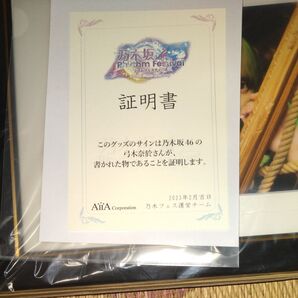 乃木坂46
Rhythm Festival
証明書
このグッズのサインは乃木坂46の
弓木奈於さんが、
書かれた物であることを証明します。
AiiA Corporation
2023年2月吉日
乃木フェス運営チーム